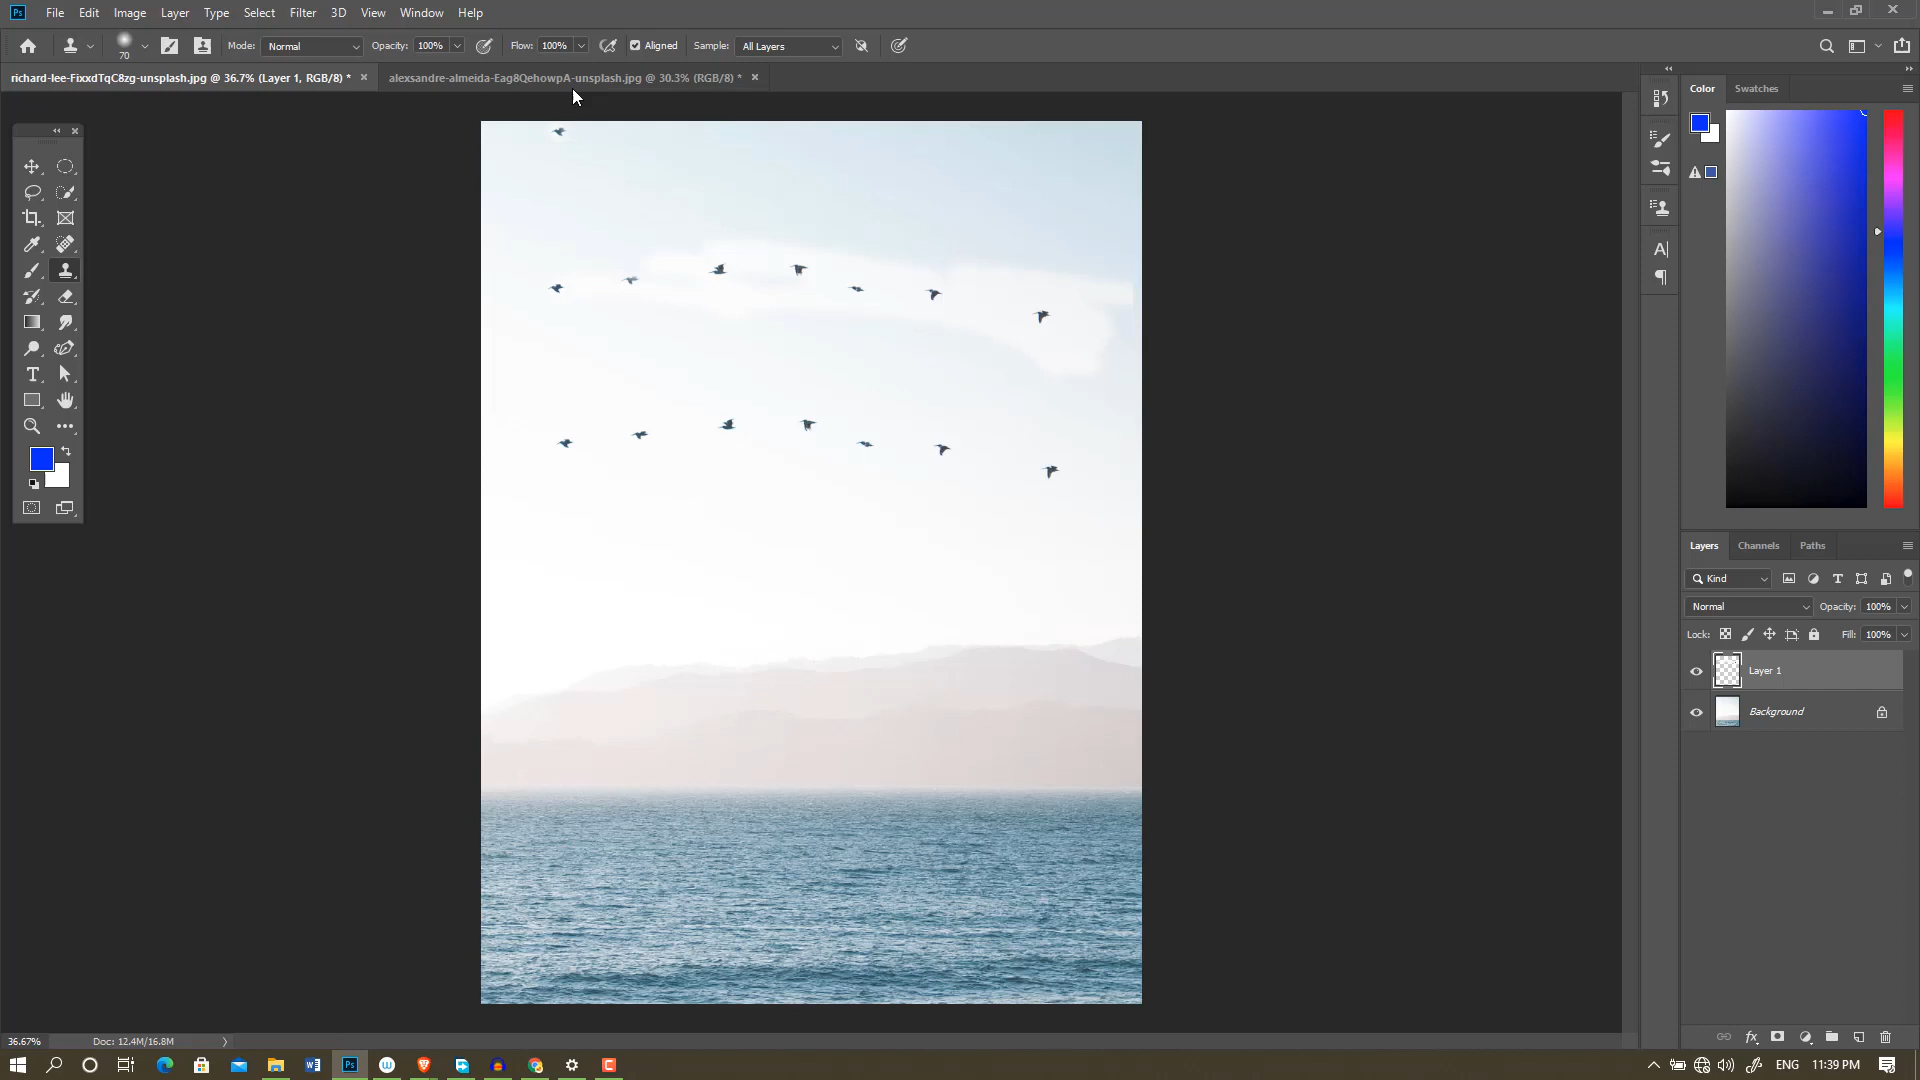 Ps File Edit Image Layer Type Select Filter 3D View Window Help
70 Mode: Normal Opacity: 100% Flow: 100% Aligned Sample: All Layers
richard-lee-FixxdTqC8zg-unsplash.jpg @ 36.7% (Layer 1, RGB/8) * × alexsandre-almeida-Eag8QehowpA-unsplash.jpg @ 30.3% (RGB/8) * ×
Color Swatches
Layers Channels Paths
Kind
Normal Opacity: 100%
Lock: Fill: 100%
Layer 1
Background
fx
36.67% Doc: 12.4M/16.8M
ENG 11:39 PM